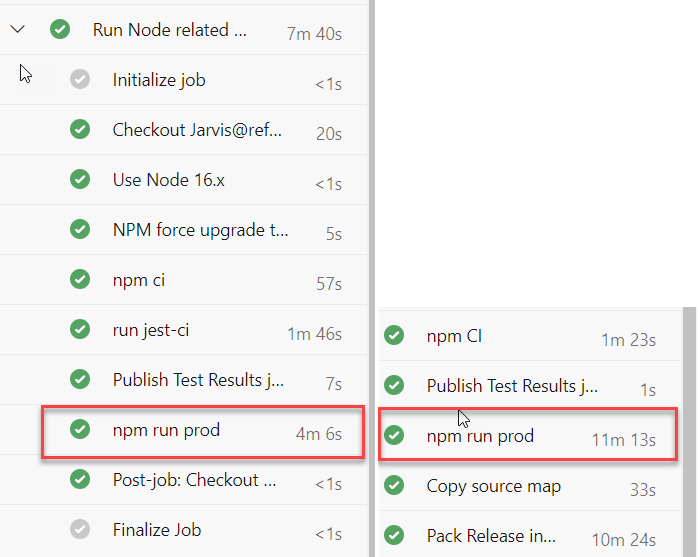 Run Node related ... 7m 40s
Initialize job <1s
Checkout Jarvis@ref... 20s
Use Node 16.x <1s
NPM force upgrade t... 5s
npm ci 57s
run jest-ci 1m 46s
Publish Test Results j... 7s
npm run prod 4m 6s
Post-job: Checkout ... <1s
Finalize Job <1s
npm CI 1m 23s
Publish Test Results j... 1s
npm run prod 11m 13s
Copy source map 33s
Pack Release in... 10m 24s